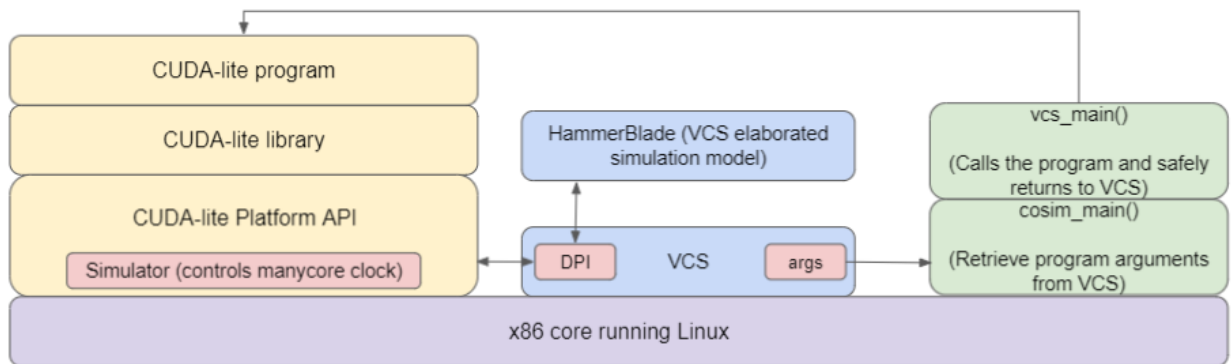 CUDA-lite program
CUDA-lite library
CUDA-lite Platform API
Simulator (controls manycore clock)
HammerBlade (VCS elaborated
simulation model)
DPI
VCS
args
vcs_main()
(Calls the program and safely
returns to VCS)
cosim_main()
(Retrieve program arguments
from VCS)
x86 core running Linux